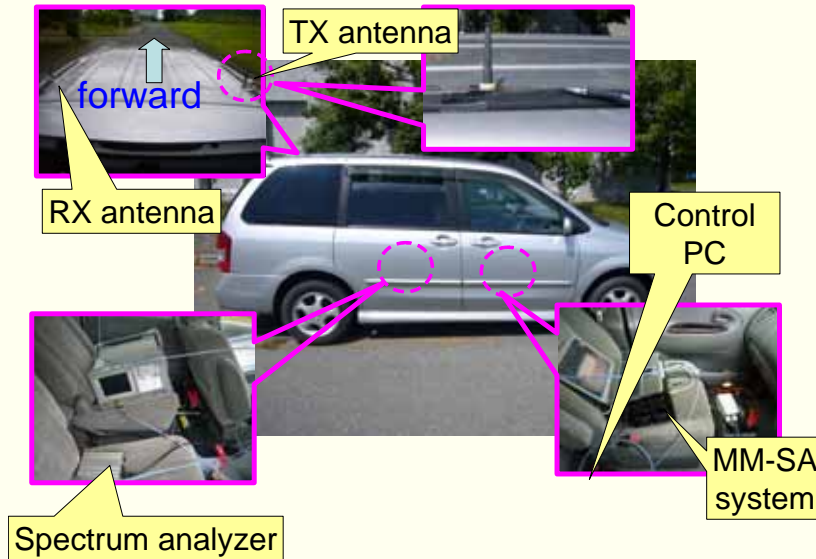 TX antenna
forward
RX antenna
Control
PC
MM-SA
system
Spectrum analyzer